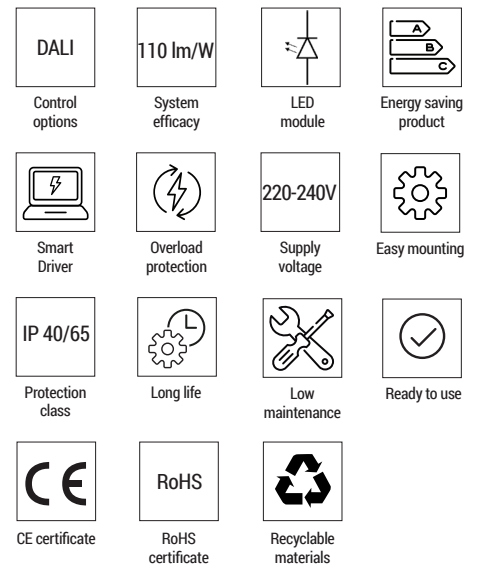 DALI
Control
options
110 lm/W
System
efficacy
LED
module
A
B
C
Energy saving
product
Smart
Driver
Overload
protection
220-240V
Supply
voltage
Easy mounting
IP 40/65
Protection
class
Long life
Low
maintenance
Ready to use
CE
CE certificate
RoHS
RoHS
certificate
Recyclable
materials